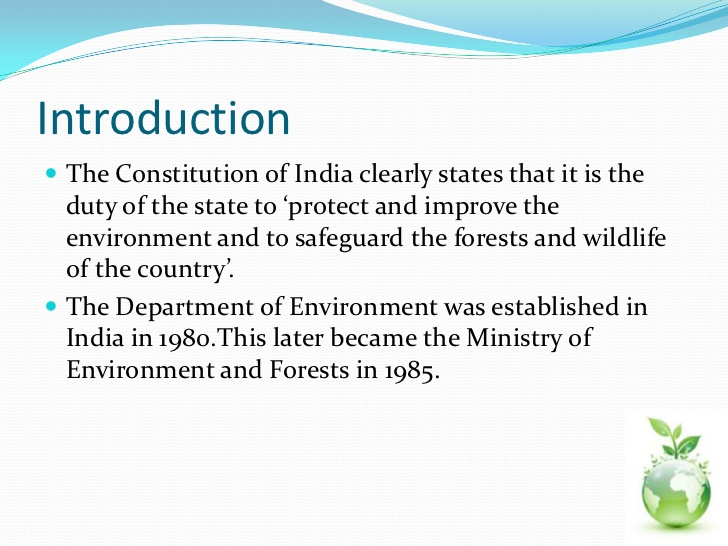 Introduction
The Constitution of India clearly states that it is the
duty of the state to ‘protect and improve the
environment and to safeguard the forests and wildlife
of the country’.
The Department of Environment was established in
India in 1980.This later became the Ministry of
Environment and Forests in 1985.